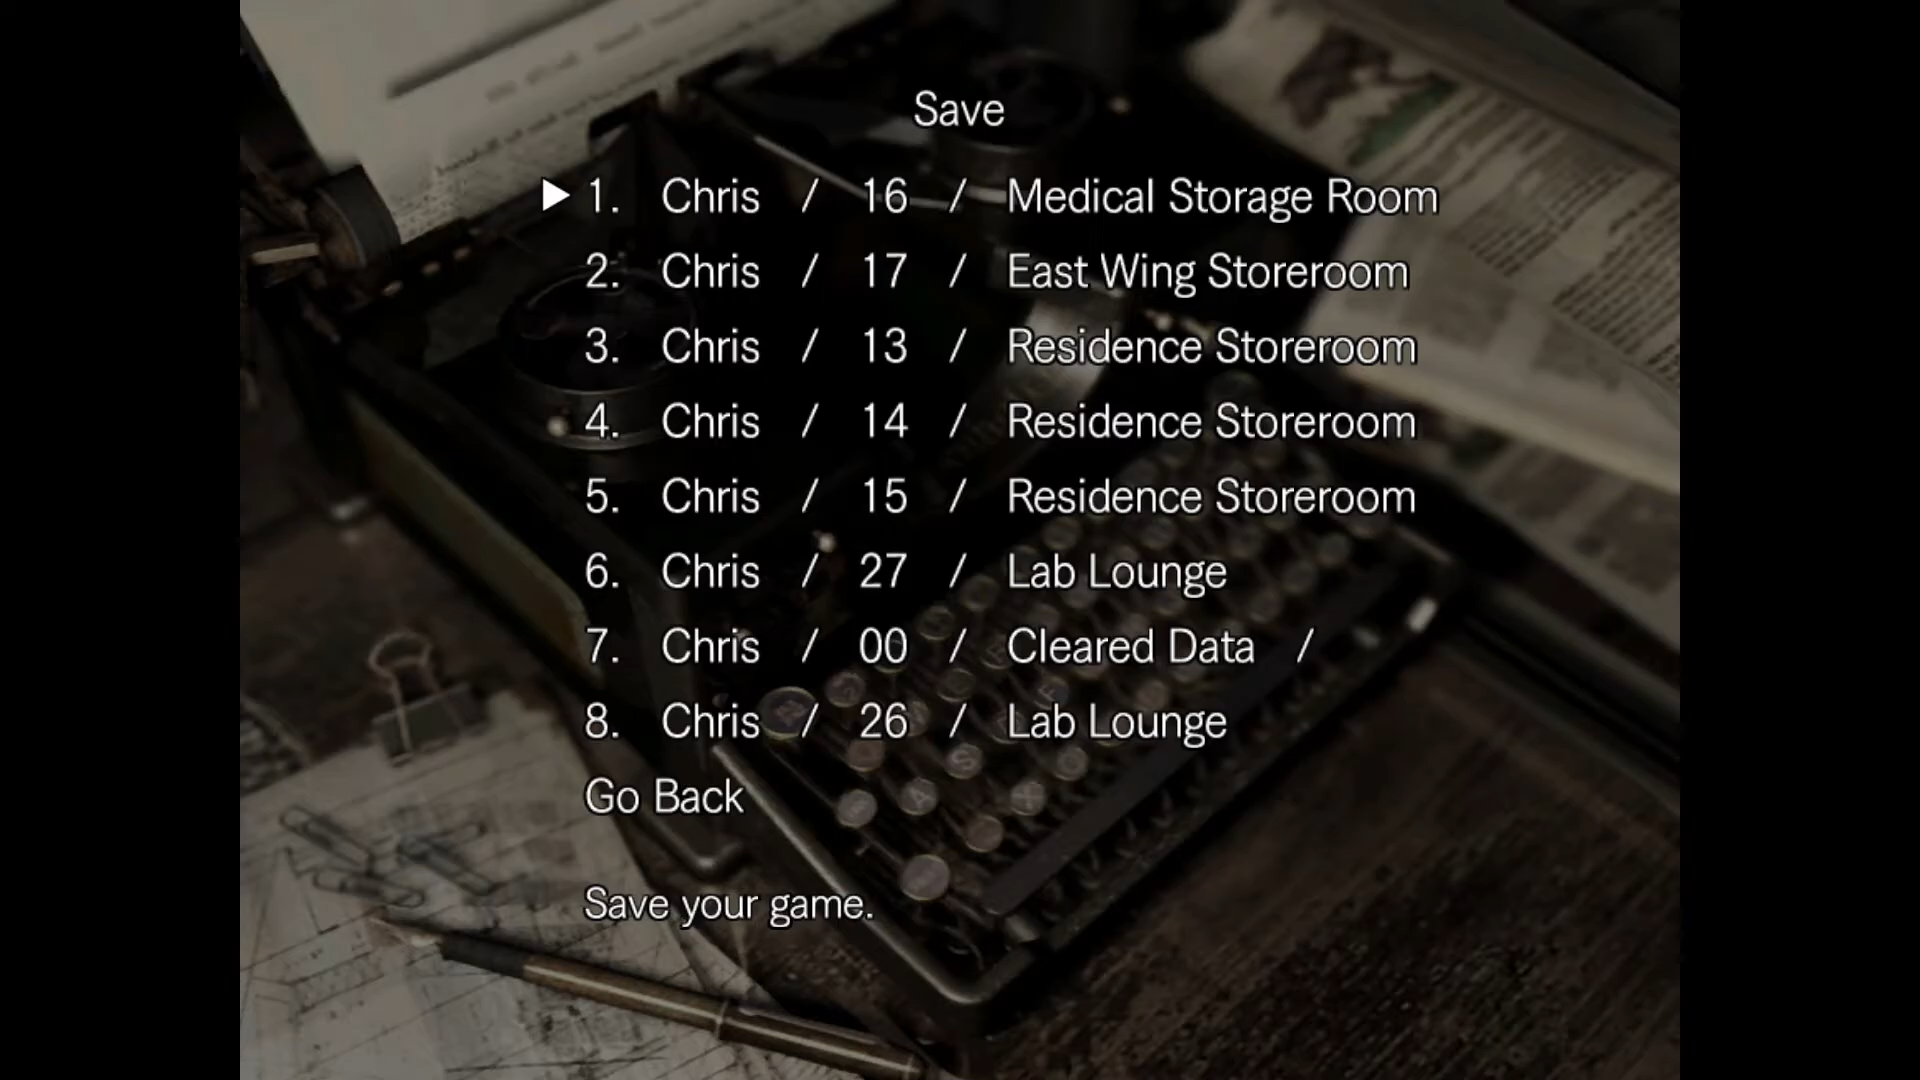 Save
1. Chris / 16 / Medical Storage Room
2. Chris / 17 / East Wing Storeroom
3. Chris / 13 / Residence Storeroom
4. Chris / 14 / Residence Storeroom
5. Chris / 15 / Residence Storeroom
6. Chris / 27 / Lab Lounge
7. Chris / 00 / Cleared Data /
8. Chris / 26 / Lab Lounge
Go Back
Save your game.